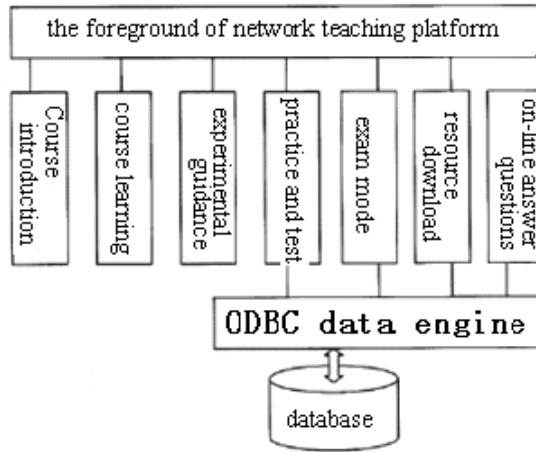 the foreground of network teaching platform
Course
introduction
course learning
experimental
guidance
practice and test
exam mode
resource
download
on-line answer
questions
ODBC data engine
database